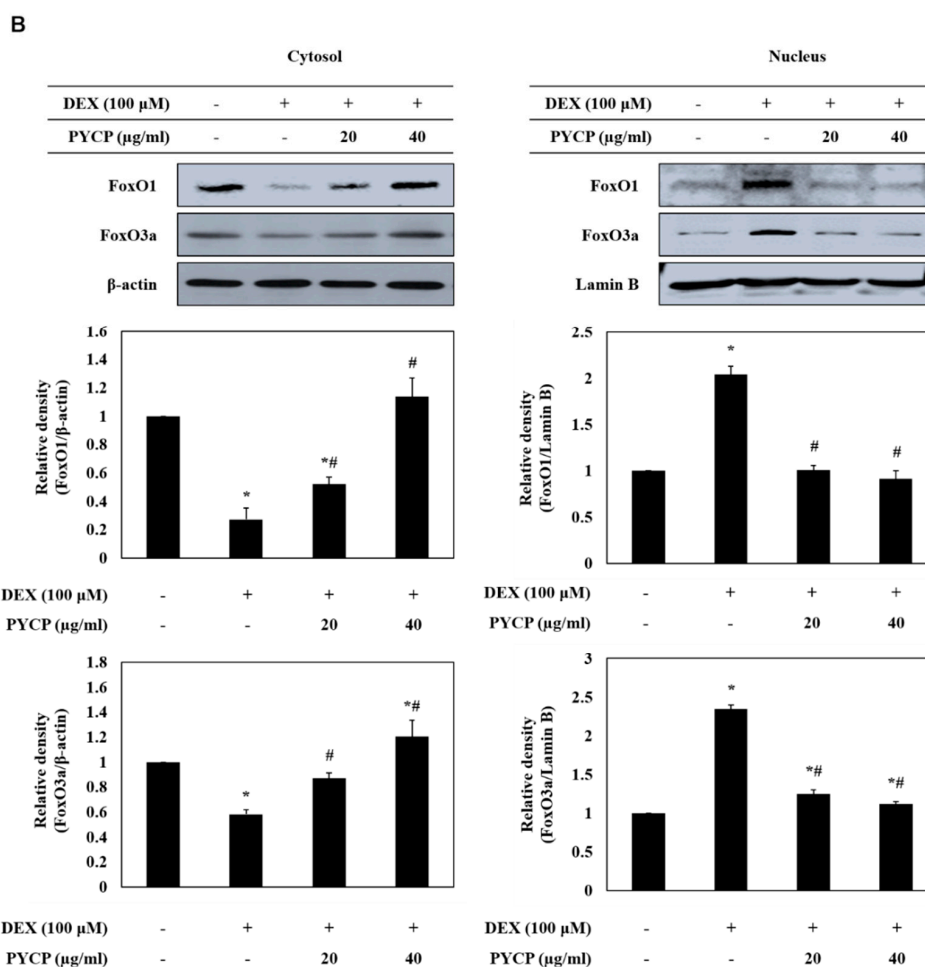 B
Cytosol
DEX (100 μM) - + + +
PYCP (μg/ml) - - 20 40
FoxO1
FoxO3a
β-actin
Nucleus
DEX (100 μM) - + + +
PYCP (μg/ml) - - 20 40
FoxO1
FoxO3a
Lamin B
Relative density
(FoxO1/β-actin)
1.6
1.4
1.2
1
0.8
0.6
0.4
0.2
0
* *# #
DEX (100 μM) - + + +
PYCP (μg/ml) - - 20 40
Relative density
(FoxO1/Lamin B)
2.5
2
1.5
1
0.5
0
* # #
DEX (100 μM) - + + +
PYCP (μg/ml) - - 20 40
Relative density
(FoxO3a/β-actin)
1.8
1.6
1.4
1.2
1
0.8
0.6
0.4
0.2
0
* # *#
DEX (100 μM) - + + +
PYCP (μg/ml) - - 20 40
Relative density
(FoxO3a/Lamin B)
3
2.5
2
1.5
1
0.5
0
* *# *#
DEX (100 μM) - + + +
PYCP (μg/ml) - - 20 40